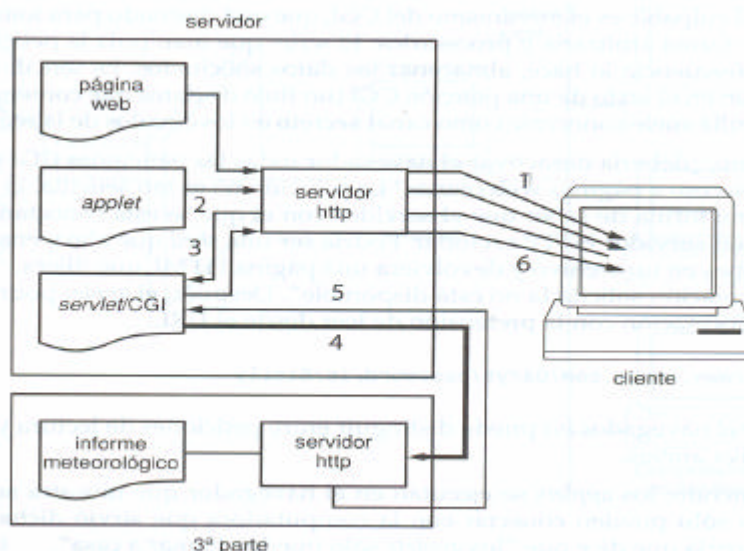 servidor
página
web
applet
servlet/CGI
servidor
http
1
2
3
4
5
6
cliente
informe
meteorológico
servidor
http
3ª parte